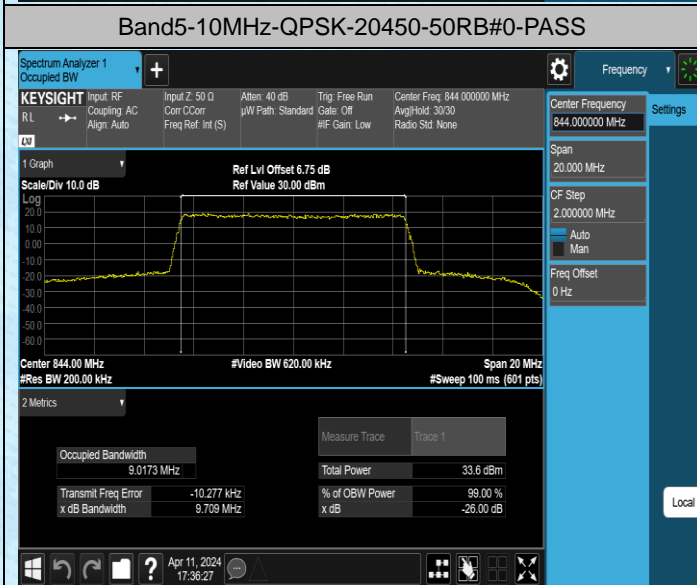 Band5-10MHz-QPSK-20450-50RB#0-PASS
Spectrum Analyzer 1
Occupied BW
Frequency
KEYSIGHT
RL
LXI
Input: RF
Coupling: AC
Align: Auto
Input Z: 50 Ω
Corr CCorr
Freq Ref: Int (S)
Atten: 40 dB
µW Path: Standard
Trig: Free Run
Gate: Off
#IF Gain: Low
Center Freq: 844.000000 MHz
Avg|Hold: 30/30
Radio Std: None
Center Frequency
844.000000 MHz
Settings
Span
20.000 MHz
CF Step
2.000000 MHz
Auto
Man
Freq Offset
0 Hz
1 Graph
Scale/Div 10.0 dB
Ref Lvl Offset 6.75 dB
Ref Value 30.00 dBm
Log
20.0
10.0
0.00
-10.0
-20.0
-30.0
-40.0
-50.0
-60.0
Center 844.00 MHz
#Res BW 200.00 kHz
#Video BW 620.00 kHz
Span 20 MHz
#Sweep 100 ms (601 pts)
2 Metrics
Measure Trace
Trace 1
Occupied Bandwidth
9.0173 MHz
Total Power
33.6 dBm
Transmit Freq Error
-10.277 kHz
% of OBW Power
99.00 %
x dB Bandwidth
9.709 MHz
x dB
-26.00 dB
Local
?
Apr 11, 2024
17:36:27